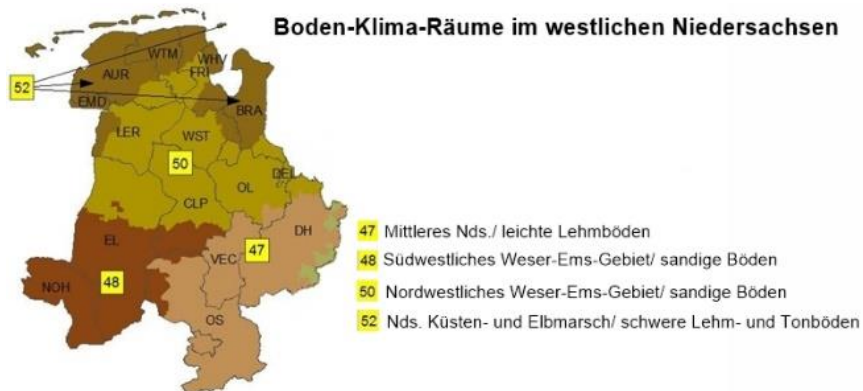 Boden-Klima-Räume im westlichen Niedersachsen
WTM
WHV
FRI
AUR
52
EMD
BRA
LER
WST
50
DEL
OL
CLP
EL
DH
47
VEC
NOH
48
OS
47 Mittleres Nds./ leichte Lehmböden
48 Südwestliches Weser-Ems-Gebiet/ sandige Böden
50 Nordwestliches Weser-Ems-Gebiet/ sandige Böden
52 Nds. Küsten- und Elbmarsch/ schwere Lehm- und Tonböden